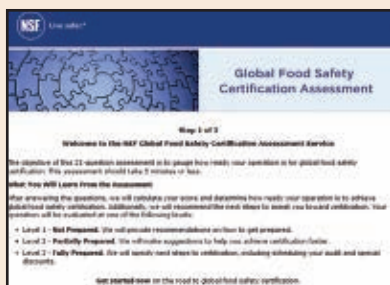 NSF Live safer.™
Global Food Safety
Certification Assessment
Step 1 of 3
Welcome to the NSF Global Food Safety Certification Assessment Service
The objective of this 21-question assessment is to gauge how ready your operation is for global food safety
certification. This assessment should take 5 minutes or less.
What You Will Learn From the Assessment
After answering the questions, we will calculate your score and determine how ready your operation is to achieve
global food safety certification. Additionally, we will recommend the next steps to assist you toward certification. Your
operation will be evaluated at one of the following levels:
• Level 1 - Not Prepared. We will provide recommendations on how to get prepared.
• Level 2 - Partially Prepared. We will make suggestions to help you achieve certification faster.
• Level 3 - Fully Prepared. We will specify next steps to certification, including scheduling your audit and special
discounts.
Get started now on the road to global food safety certification.